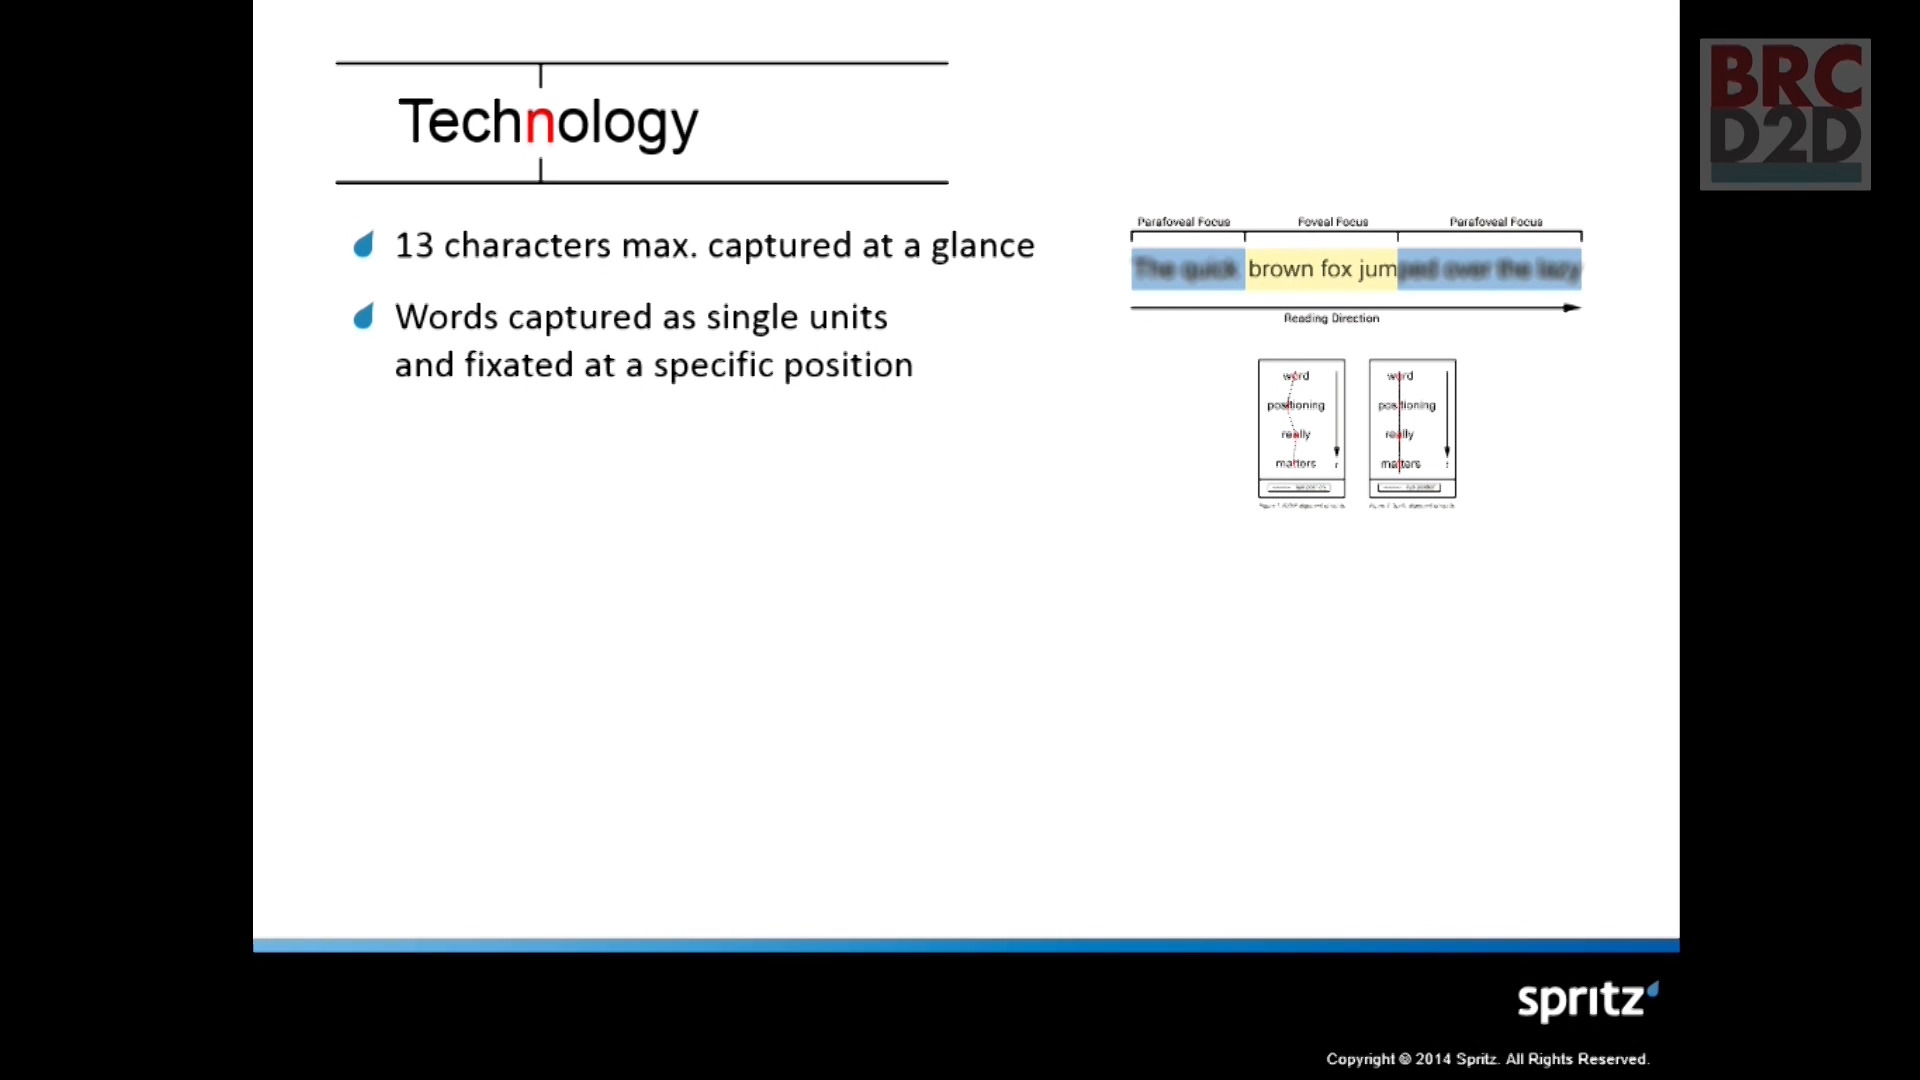 BRC
D2D
Technology
13 characters max. captured at a glance
Words captured as single units
and fixated at a specific position
Parafoveal Focus Foveal Focus Parafoveal Focus
The quick brown fox jumped over the lazy
Reading Direction
word
positioning
really
matters
word
positioning
really
matters
spritz
Copyright © 2014 Spritz. All Rights Reserved.